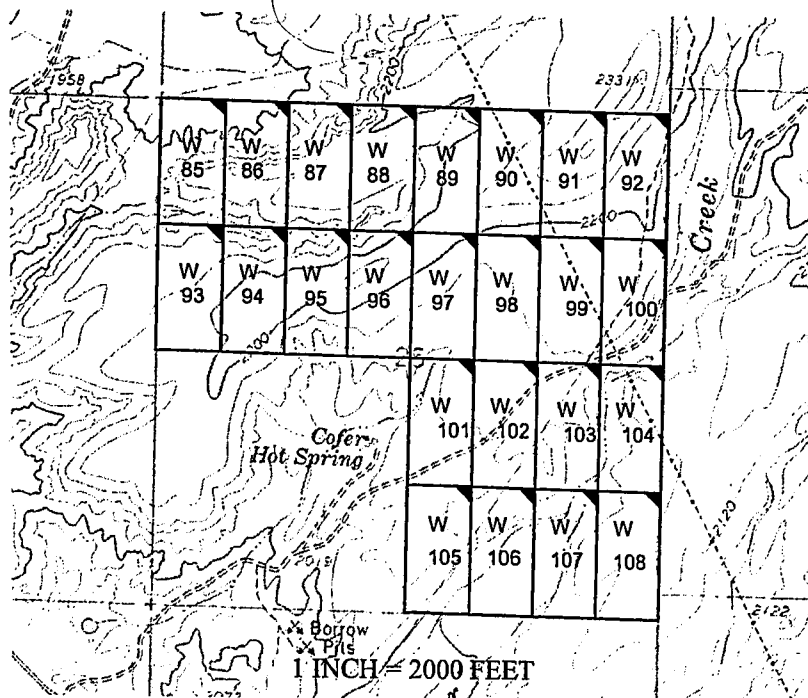 1958
2200
2331
W W W W W W W W
85 86 87 88 89 90 91 92
2200
Creek
W W W W W W W W
93 94 95 96 97 98 99 100
W W W W
101 102 103 104
Cofer
Hot Spring
W W W W
105 106 107 108
2120
2018
2122
Borrow
Pits
1 INCH = 2000 FEET